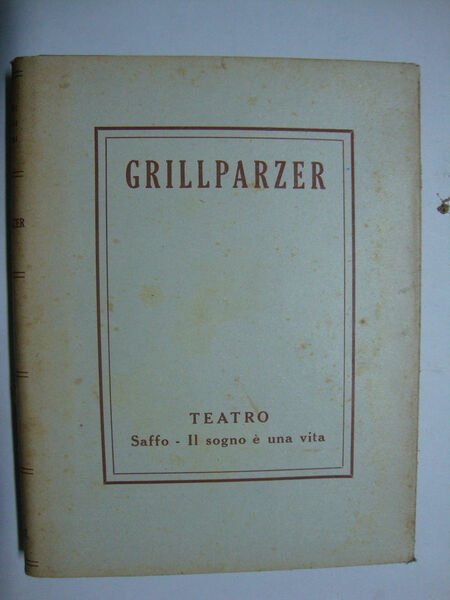 GRILLPARZER
TEATRO
Saffo - Il sogno è una vita